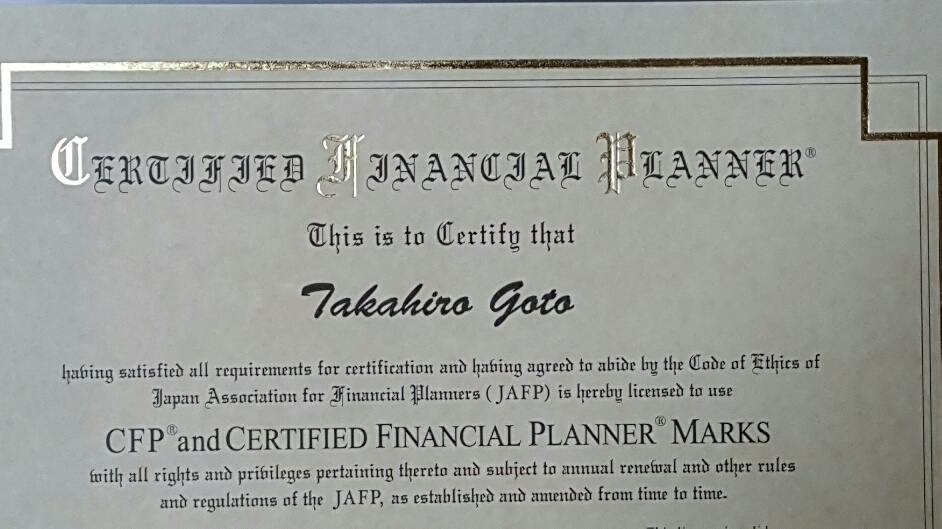 CERTIFIED FINANCIAL PLANNER®
This is to Certify that
Takahiro Goto
having satisfied all requirements for certification and having agreed to abide by the Code of Ethics of
Japan Association for Financial Planners (JAFP) is hereby licensed to use
CFP® and CERTIFIED FINANCIAL PLANNER® MARKS
with all rights and privileges pertaining thereto and subject to annual renewal and other rules
and regulations of the JAFP, as established and amended from time to time.